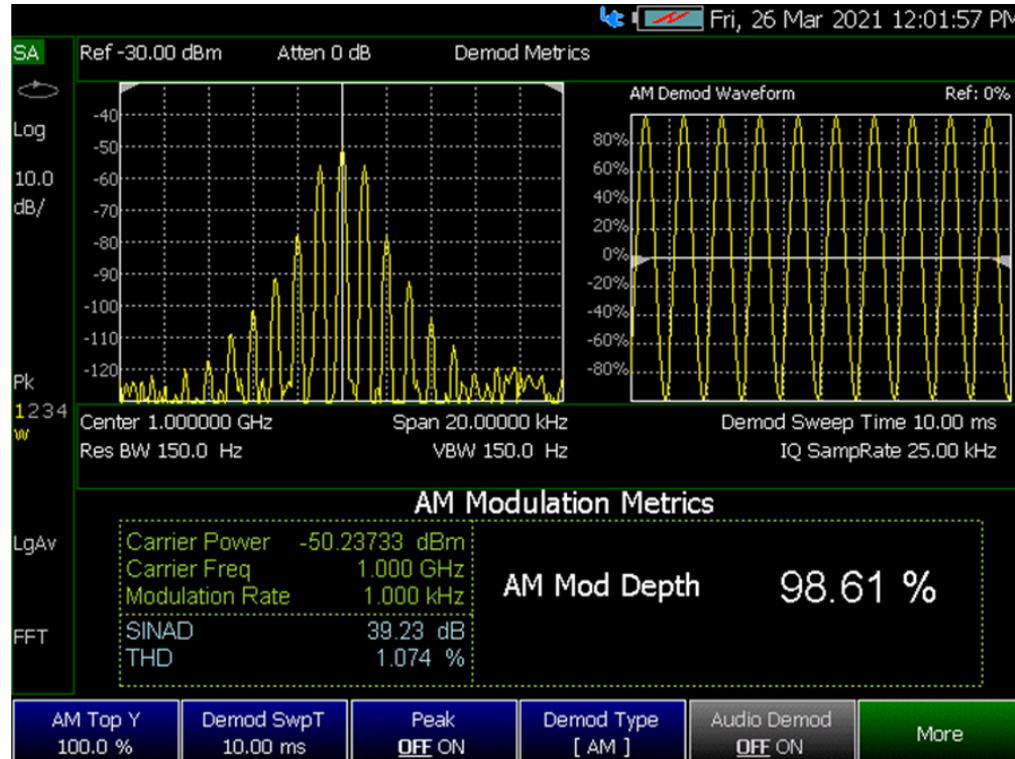 Fri, 26 Mar 2021 12:01:57 PM
SA
Ref -30.00 dBm Atten 0 dB Demod Metrics
Log
10.0
dB/
Pk
1234
W
LgAv
FFT
-40
-50
-60
-70
-80
-90
-100
-110
-120
AM Demod Waveform Ref: 0%
80%
60%
40%
20%
0%
-20%
-40%
-60%
-80%
Center 1.000000 GHz Span 20.00000 kHz Demod Sweep Time 10.00 ms
Res BW 150.0 Hz VBW 150.0 Hz IQ SampRate 25.00 kHz
AM Modulation Metrics
Carrier Power -50.23733 dBm
Carrier Freq 1.000 GHz
Modulation Rate 1.000 kHz
SINAD 39.23 dB
THD 1.074 %
AM Mod Depth 98.61 %
AM Top Y
100.0 %
Demod SwpT
10.00 ms
Peak
OFF ON
Demod Type
[ AM ]
Audio Demod
OFF ON
More